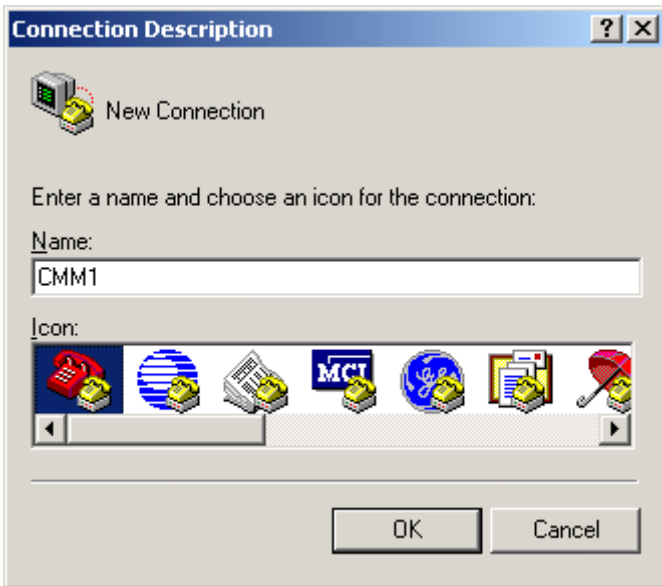 Connection Description
New Connection
Enter a name and choose an icon for the connection:
Name:
CMM1
Icon:
MCI
OK Cancel